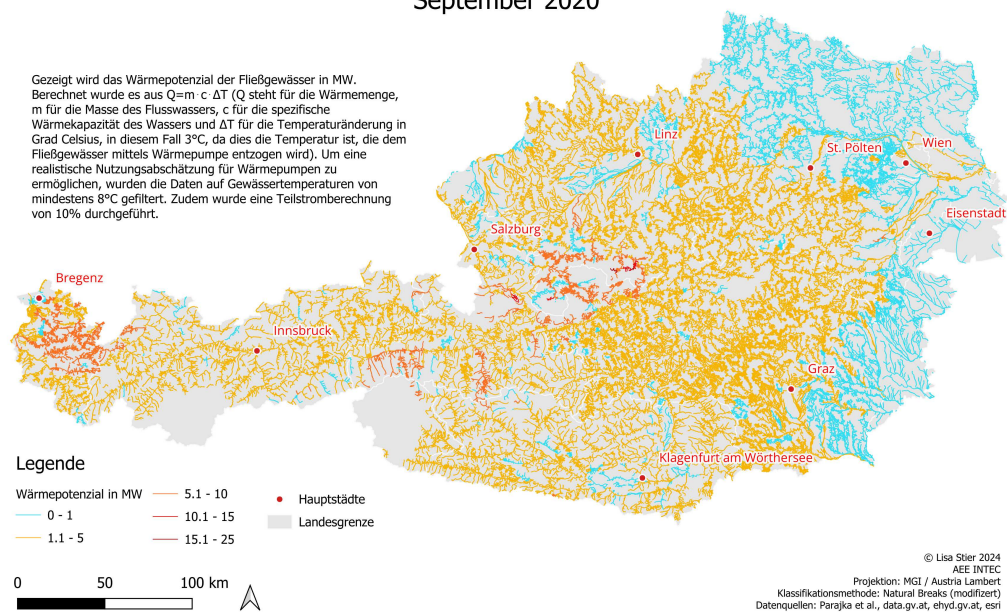 September 2020
Gezeigt wird das Wärmepotenzial der Fließgewässer in MW.
Berechnet wurde es aus Q=m·c·ΔT (Q steht für die Wärmemenge,
m für die Masse des Flusswassers, c für die spezifische
Wärmekapazität des Wassers und ΔT für die Temperaturänderung in
Grad Celsius, in diesem Fall 3°C, da dies die Temperatur ist, die dem
Fließgewässer mittels Wärmepumpe entzogen wird). Um eine
realistische Nutzungsabschätzung für Wärmepumpen zu
ermöglichen, wurden die Daten auf Gewässertemperaturen von
mindestens 8°C gefiltert. Zudem wurde eine Teilstromberechnung
von 10% durchgeführt.
Linz
St. Pölten
Wien
Eisenstadt
Salzburg
Bregenz
Innsbruck
Graz
Klagenfurt am Wörthersee
Legende
Wärmepotenzial in MW
0 - 1
1.1 - 5
5.1 - 10
10.1 - 15
15.1 - 25
Hauptstädte
Landesgrenze
0 50 100 km
© Lisa Stier 2024
AEE INTEC
Projektion: MGI / Austria Lambert
Klassifikationsmethode: Natural Breaks (modifizert)
Datenquellen: Parajka et al., data.gv.at, ehyd.gv.at, esri